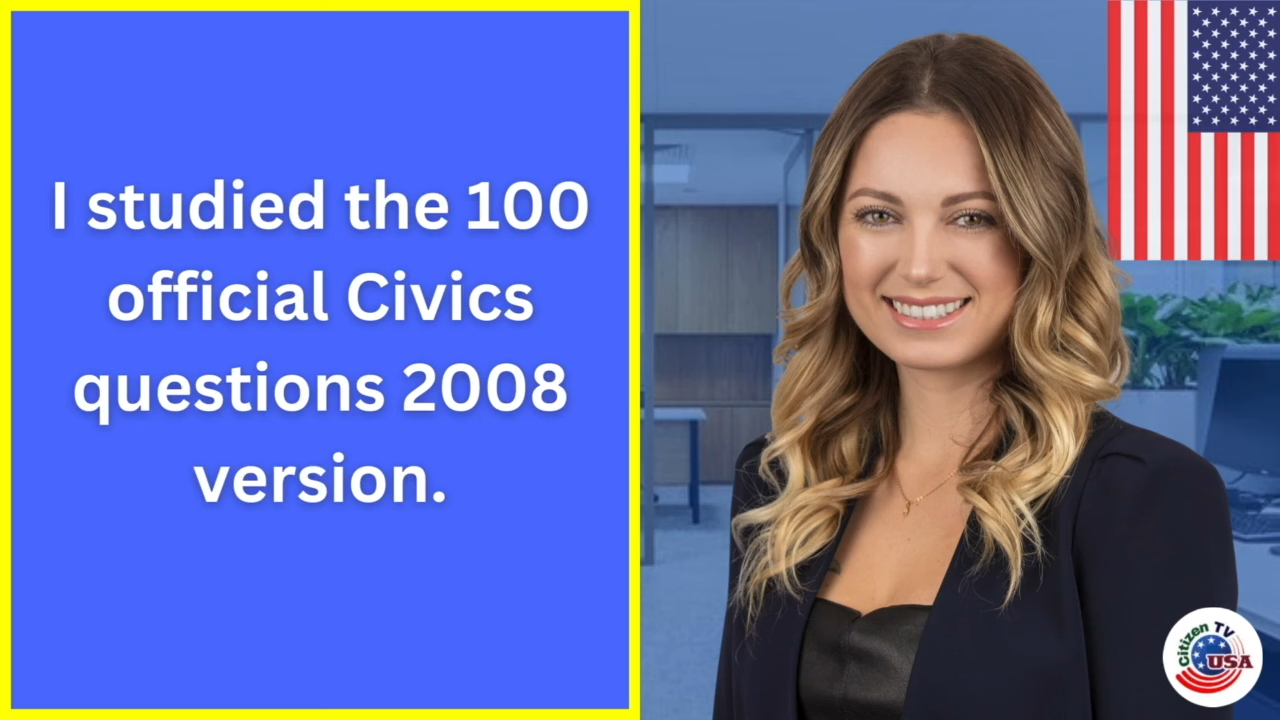 I studied the 100
official Civics
questions 2008
version.
Citizen TV
USA